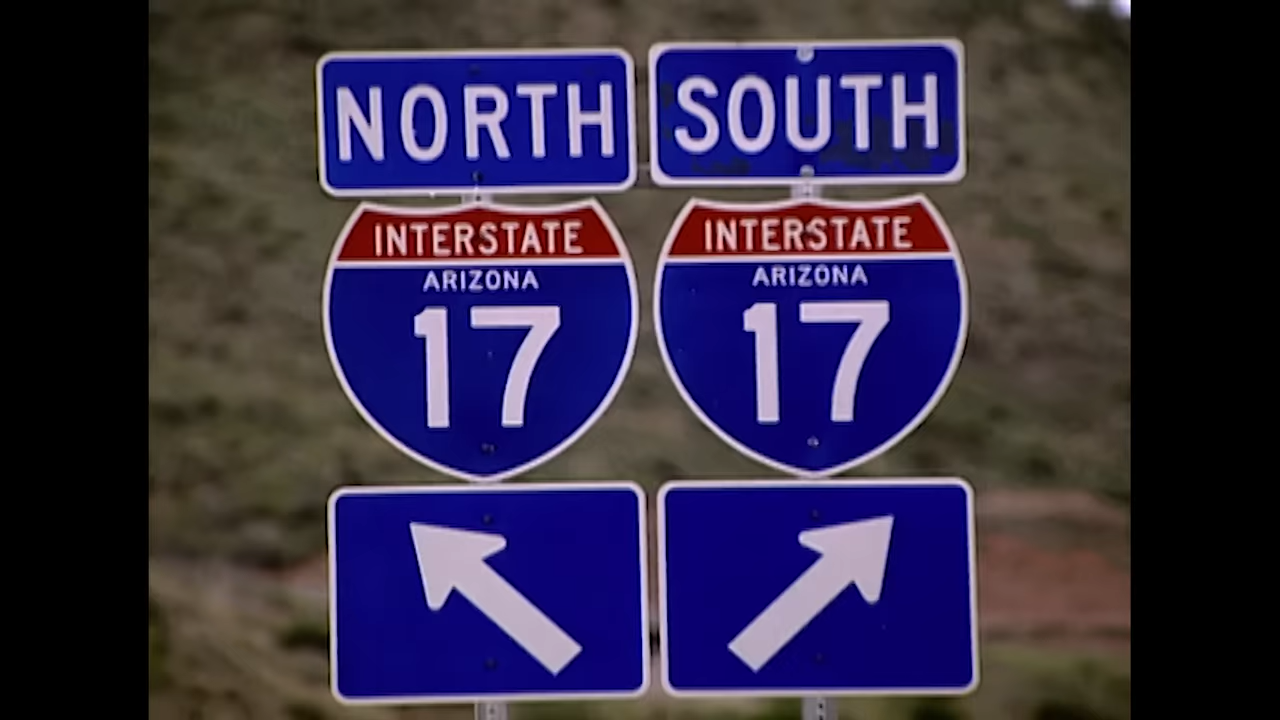 NORTH
INTERSTATE
ARIZONA
17
SOUTH
INTERSTATE
ARIZONA
17